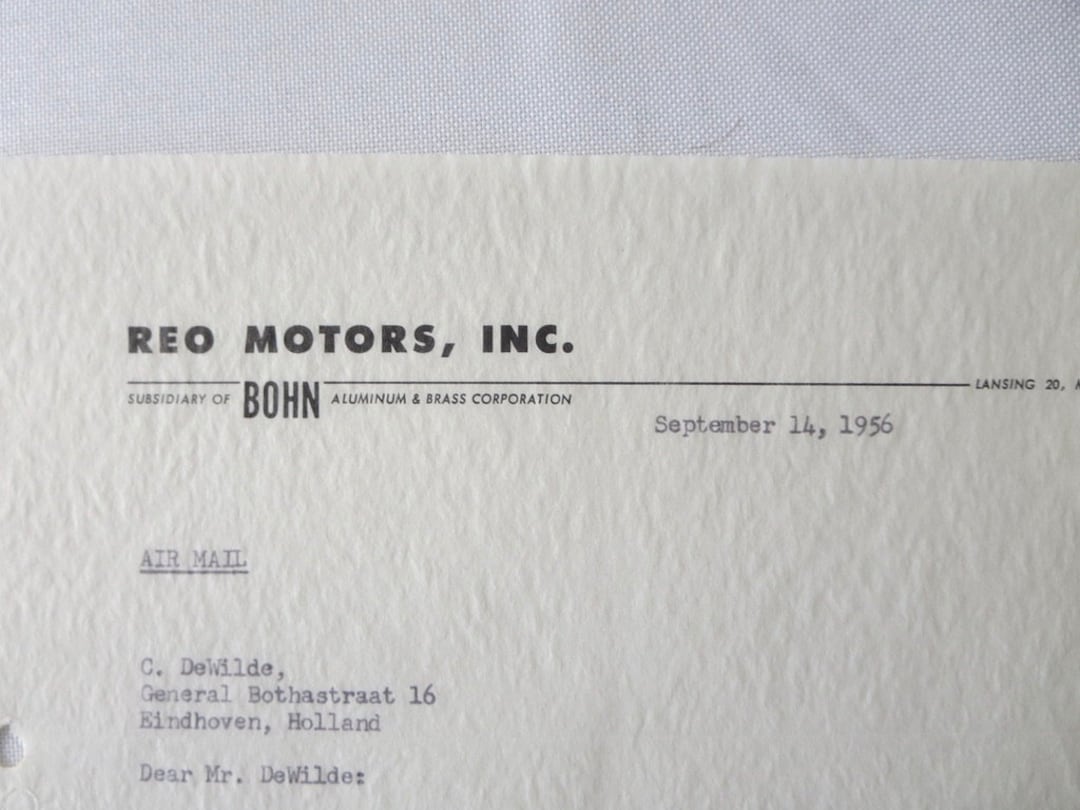 REO MOTORS, INC.
SUBSIDIARY OF BOHN ALUMINUM & BRASS CORPORATION
LANSING 20,
September 14, 1956
AIR MAIL
C. DeWilde,
General Bothastraat 16
Eindhoven, Holland
Dear Mr. DeWilde: